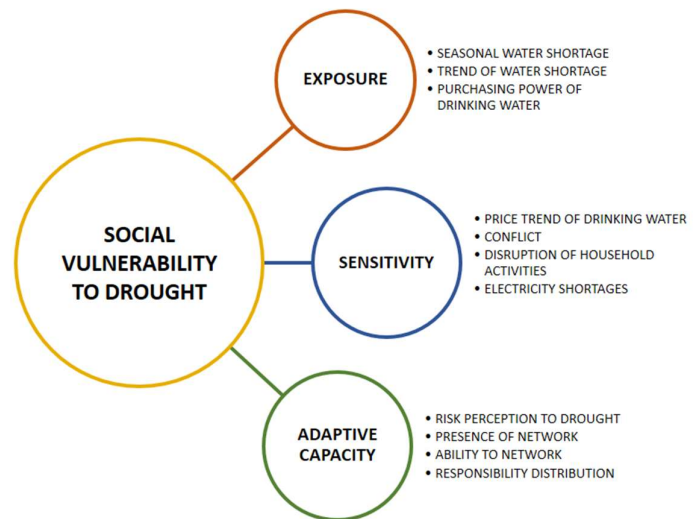 EXPOSURE
• SEASONAL WATER SHORTAGE
• TREND OF WATER SHORTAGE
• PURCHASING POWER OF
DRINKING WATER
SOCIAL
VULNERABILITY
TO DROUGHT
SENSITIVITY
• PRICE TREND OF DRINKING WATER
• CONFLICT
• DISRUPTION OF HOUSEHOLD
ACTIVITIES
• ELECTRICITY SHORTAGES
ADAPTIVE
CAPACITY
• RISK PERCEPTION TO DROUGHT
• PRESENCE OF NETWORK
• ABILITY TO NETWORK
• RESPONSIBILITY DISTRIBUTION